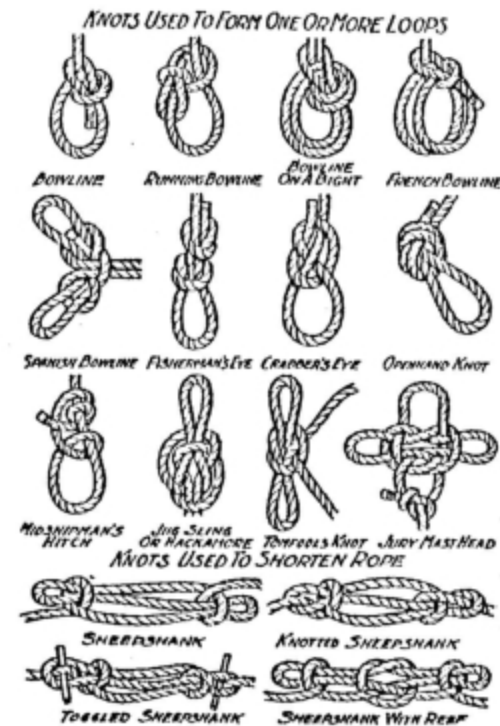 KNOTS USED TO FORM ONE OR MORE LOOPS
BOWLINE
RUNNING BOWLINE
BOWLINE
ON A BIGHT
FRENCH BOWLINE
SPANISH BOWLINE
FISHERMAN'S EYE
CRABBER'S EYE
OPENHAND KNOT
MIDSHIPMAN'S
HITCH
JUG SLING
OR HACKAMORE
TOMFOOLS KNOT
JURY MAST HEAD
KNOTS USED TO SHORTEN ROPE
SHEEPSHANK
KNOTTED SHEEPSHANK
TOGGLED SHEEPSHANK
SHEEPSHANK WITH REEF